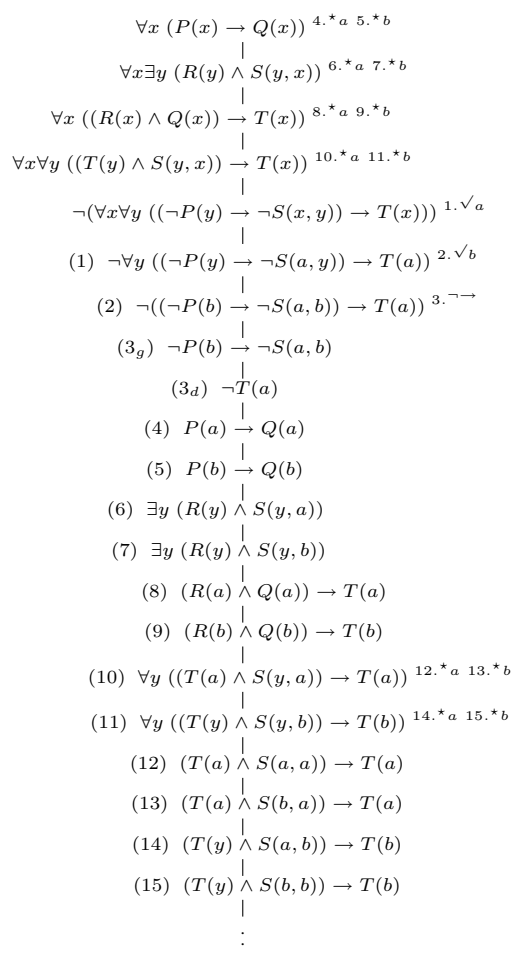 ∀x (P(x) → Q(x)) 4.⋆a 5.⋆b
∀x∃y (R(y) ∧ S(y, x)) 6.⋆a 7.⋆b
∀x ((R(x) ∧ Q(x)) → T(x)) 8.⋆a 9.⋆b
∀x∀y ((T(y) ∧ S(y, x)) → T(x)) 10.⋆a 11.⋆b
¬(∀x∀y ((¬P(y) → ¬S(x, y)) → T(x))) 1.√a
(1) ¬∀y ((¬P(y) → ¬S(a, y)) → T(a)) 2.√b
(2) ¬((¬P(b) → ¬S(a, b)) → T(a)) 3.¬→
(3g) ¬P(b) → ¬S(a, b)
(3d) ¬T(a)
(4) P(a) → Q(a)
(5) P(b) → Q(b)
(6) ∃y (R(y) ∧ S(y, a))
(7) ∃y (R(y) ∧ S(y, b))
(8) (R(a) ∧ Q(a)) → T(a)
(9) (R(b) ∧ Q(b)) → T(b)
(10) ∀y ((T(a) ∧ S(y, a)) → T(a)) 12.⋆a 13.⋆b
(11) ∀y ((T(y) ∧ S(y, b)) → T(b)) 14.⋆a 15.⋆b
(12) (T(a) ∧ S(a, a)) → T(a)
(13) (T(a) ∧ S(b, a)) → T(a)
(14) (T(y) ∧ S(a, b)) → T(b)
(15) (T(y) ∧ S(b, b)) → T(b)
⋮